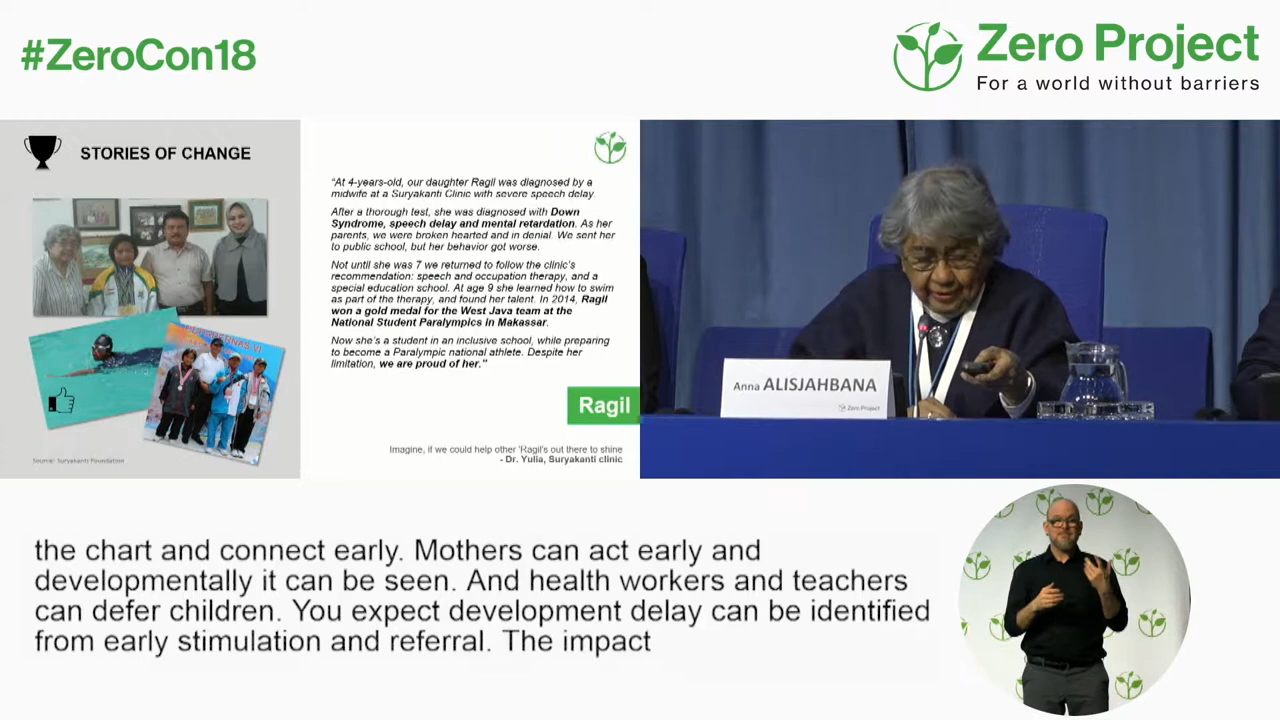 #ZeroCon18
Zero Project
For a world without barriers
STORIES OF CHANGE
Source: Suryakanti Foundation
“At 4-years-old, our daughter Ragil was diagnosed by a
midwife at a Suryakanti Clinic with severe speech delay.
After a thorough test, she was diagnosed with Down
Syndrome, speech delay and mental retardation. As her
parents, we were broken hearted and in denial. We sent her
to public school, but her behavior got worse.
Not until she was 7 we returned to follow the clinic's
recommendation: speech and occupation therapy, and a
special education school. At age 9 she learned how to swim
as part of the therapy, and found her talent. In 2014, Ragil
won a gold medal for the West Java team at the
National Student Paralympics in Makassar.
Now she's a student in an inclusive school, while preparing
to become a Paralympic national athlete. Despite her
limitation, we are proud of her.”
Ragil
Imagine, if we could help other 'Ragil's out there to shine
- Dr. Yulia, Suryakanti clinic
Anna ALISJAHBANA
Zero Project
the chart and connect early. Mothers can act early and
developmentally it can be seen. And health workers and teachers
can defer children. You expect development delay can be identified
from early stimulation and referral. The impact